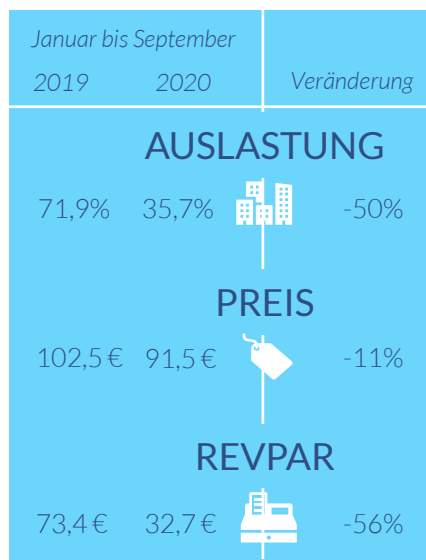 Januar bis September
2019 2020 Veränderung
AUSLASTUNG
71,9% 35,7% -50%
PREIS
102,5 € 91,5 € -11%
REVPAR
73,4 € 32,7 € -56%